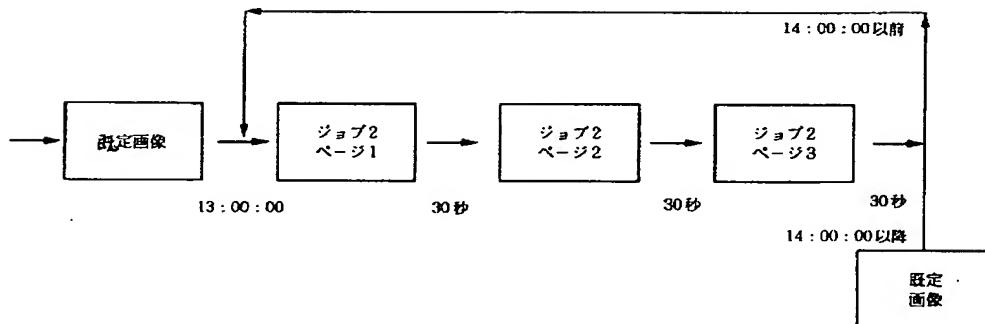 14:00:00以前
既定画像
ジョブ2
ページ1
ジョブ2
ページ2
ジョブ2
ページ3
13:00:00
30秒
30秒
30秒
14:00:00以降
既定
画像